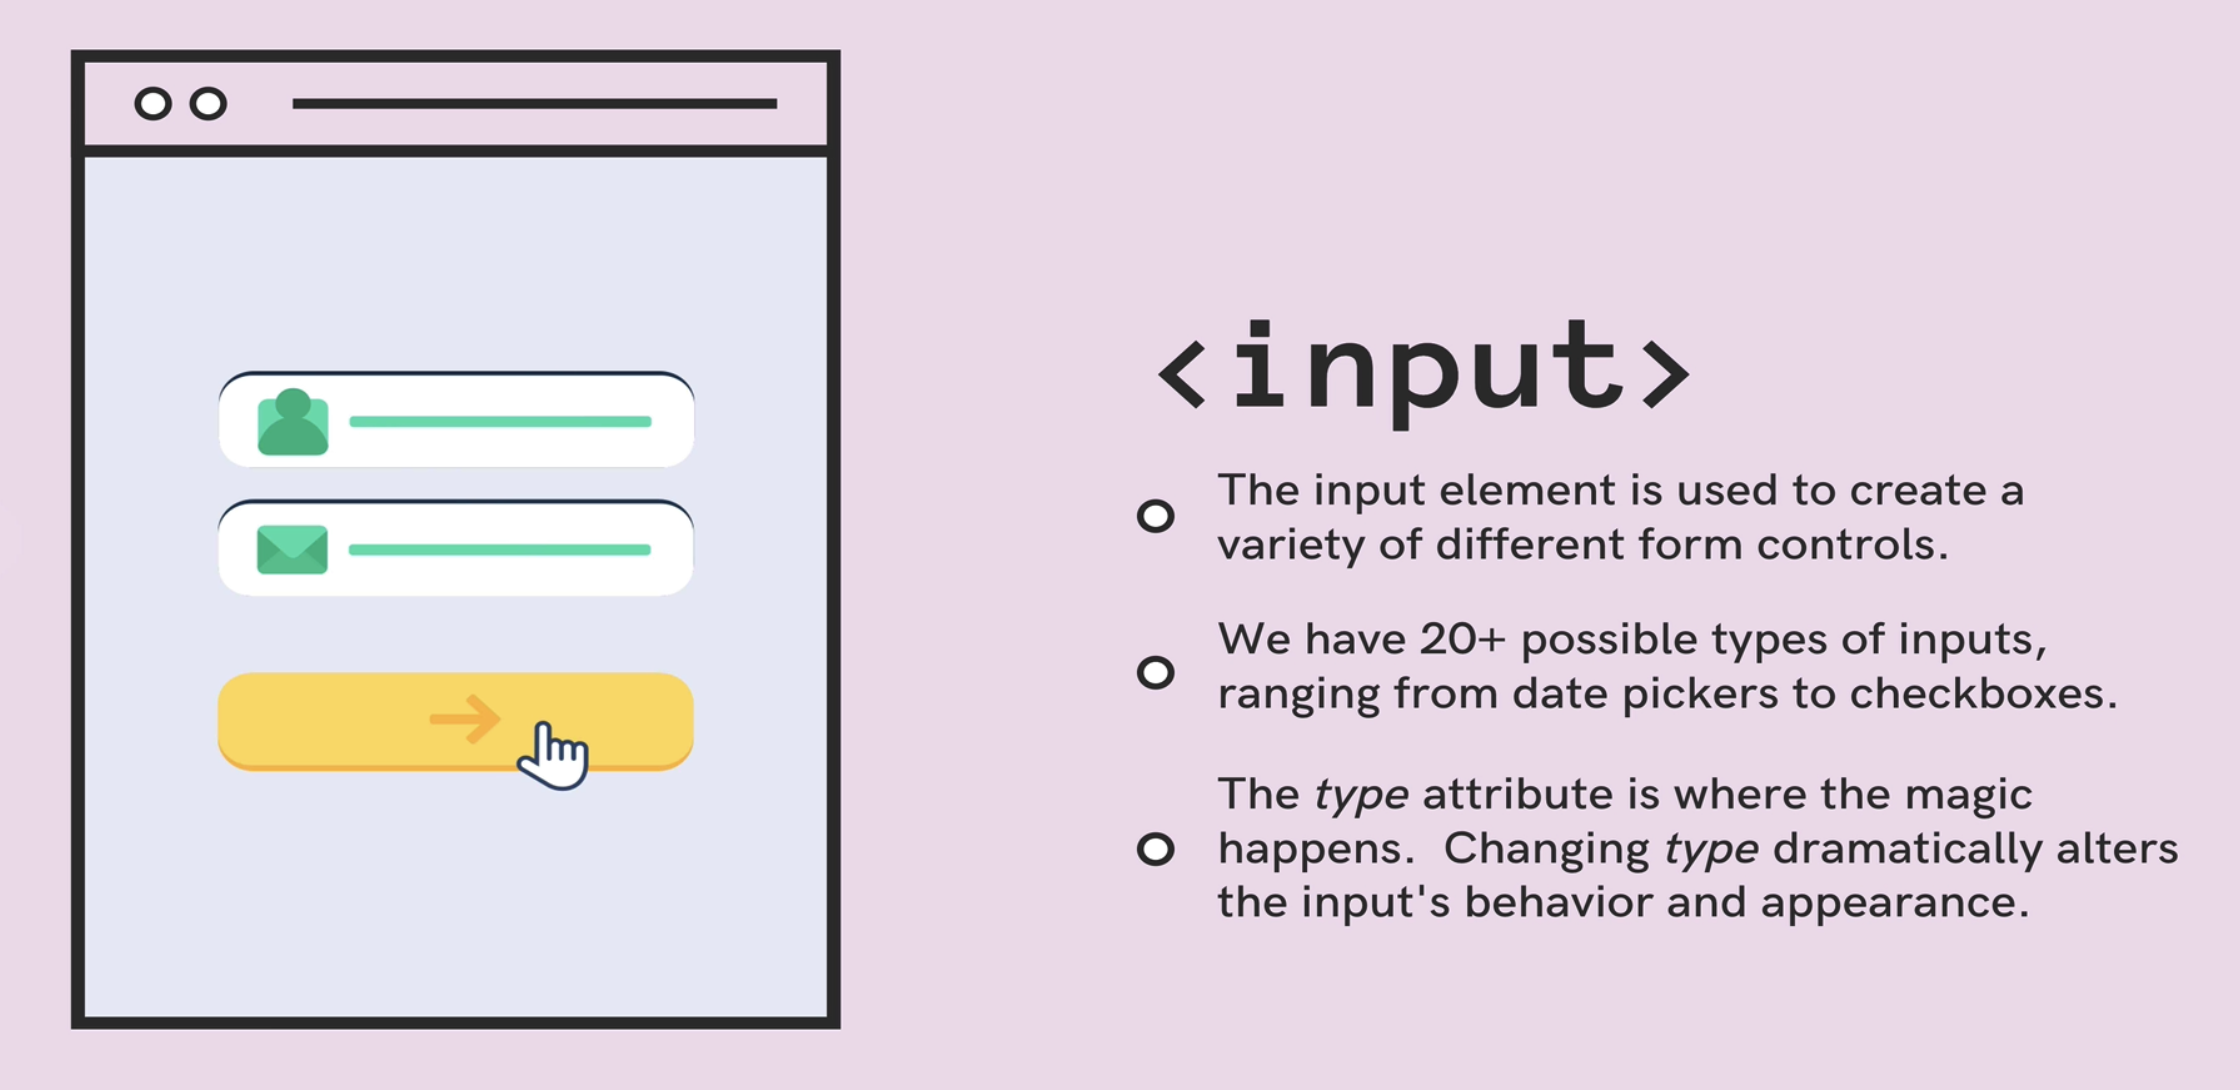 <input>
The input element is used to create a
variety of different form controls.
We have 20+ possible types of inputs,
ranging from date pickers to checkboxes.
The type attribute is where the magic
happens.  Changing type dramatically alters
the input's behavior and appearance.